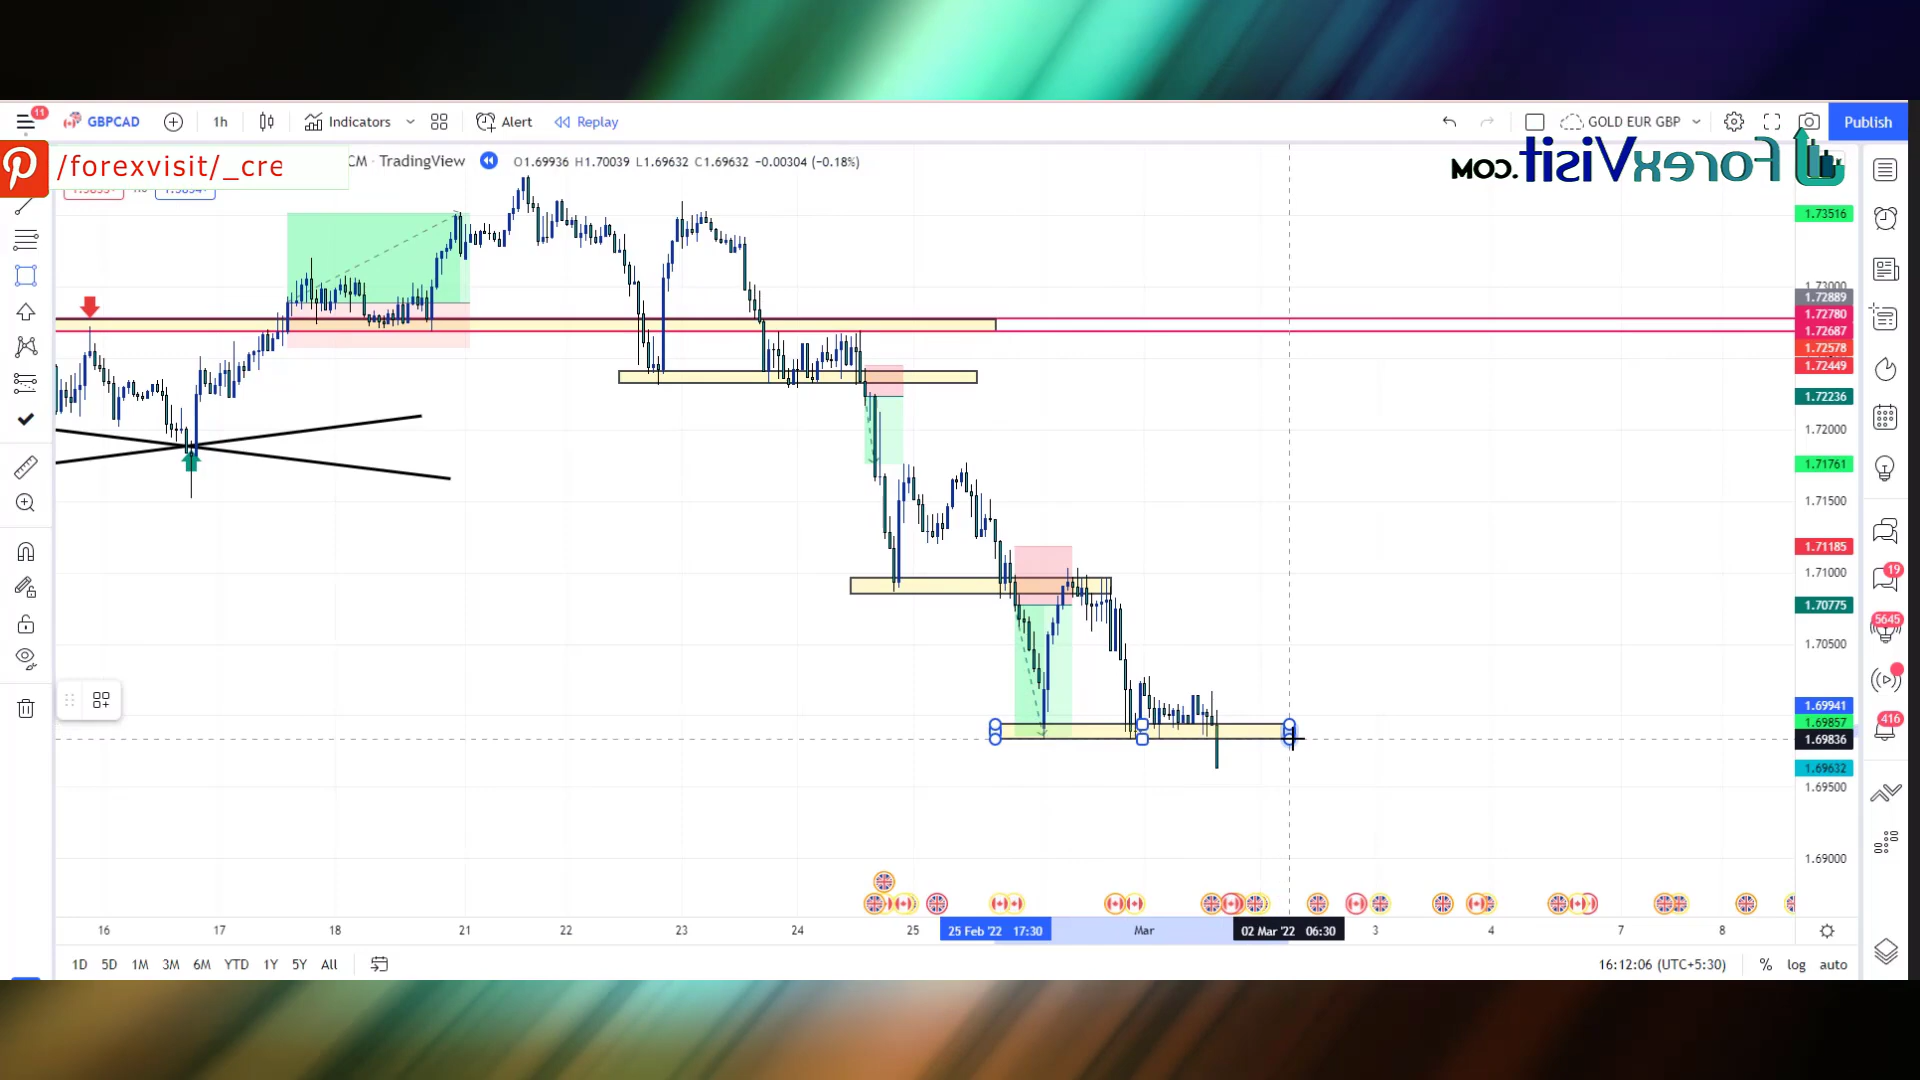 11
GBPCAD
1h
Indicators
Alert
Replay
GOLD EUR GBP
Publish
/forexvisit/_cre
CM · TradingView
O1.69936 H1.70039 L1.69632 C1.69632 −0.00304 (−0.18%)
ForexVisit.COM
1.73516
1.73000
1.72889
1.72780
1.72687
1.72578
1.72449
1.72236
1.72000
1.71761
1.71500
1.71185
1.71000
1.70775
1.70500
1.69941
1.69857
1.69836
1.69632
1.69500
1.69000
19
5645
416
16
17
18
21
22
23
24
25
25 Feb '22 17:30
Mar
02 Mar '22 06:30
3
4
7
8
1D 5D 1M 3M 6M YTD 1Y 5Y All
16:12:06 (UTC+5:30)
% log auto